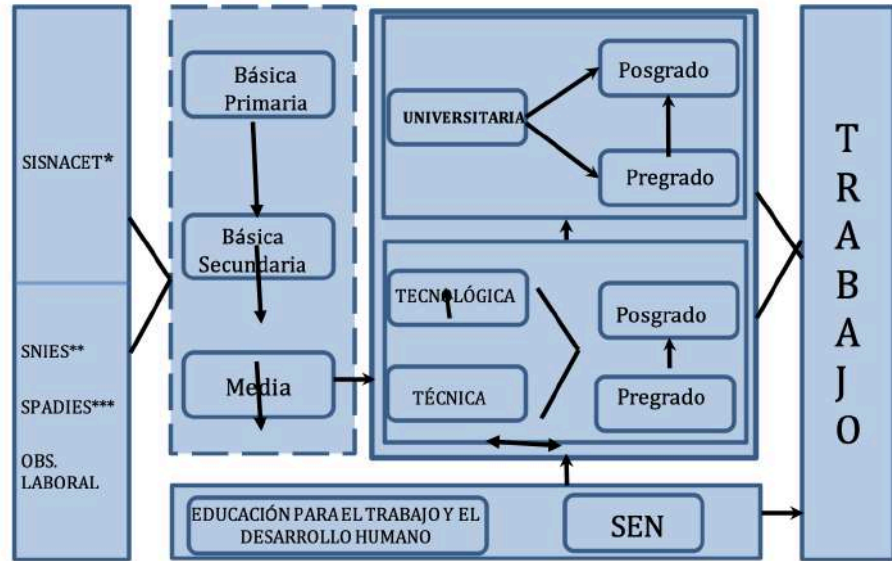 SISNACET*
SNIES**
SPADIES***
OBS.
LABORAL
Básica
Primaria
Básica
Secundaria
Media
UNIVERSITARIA
Posgrado
Pregrado
TECNOLÓGICA
TÉCNICA
Posgrado
Pregrado
EDUCACIÓN PARA EL TRABAJO Y EL
DESARROLLO HUMANO
SEN
T
R
A
B
A
J
O